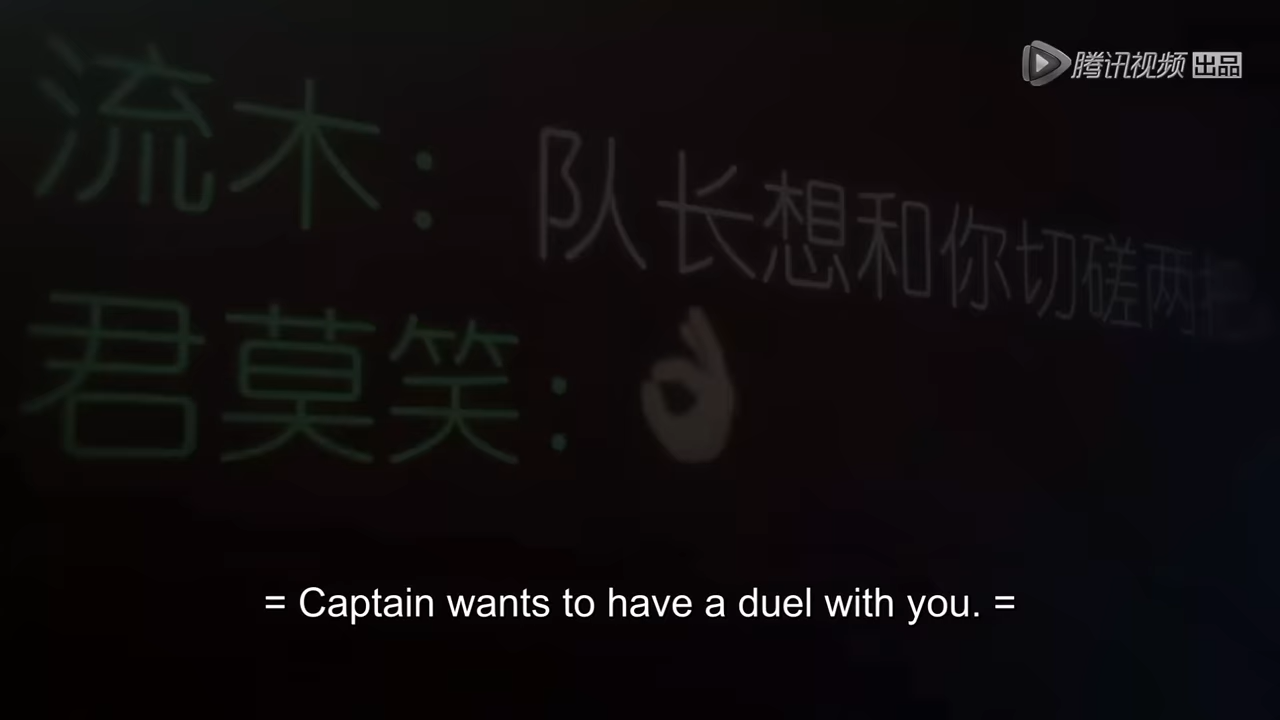 腾讯视频 出品
流木： 队长想和你切磋两把
君莫笑：
= Captain wants to have a duel with you. =